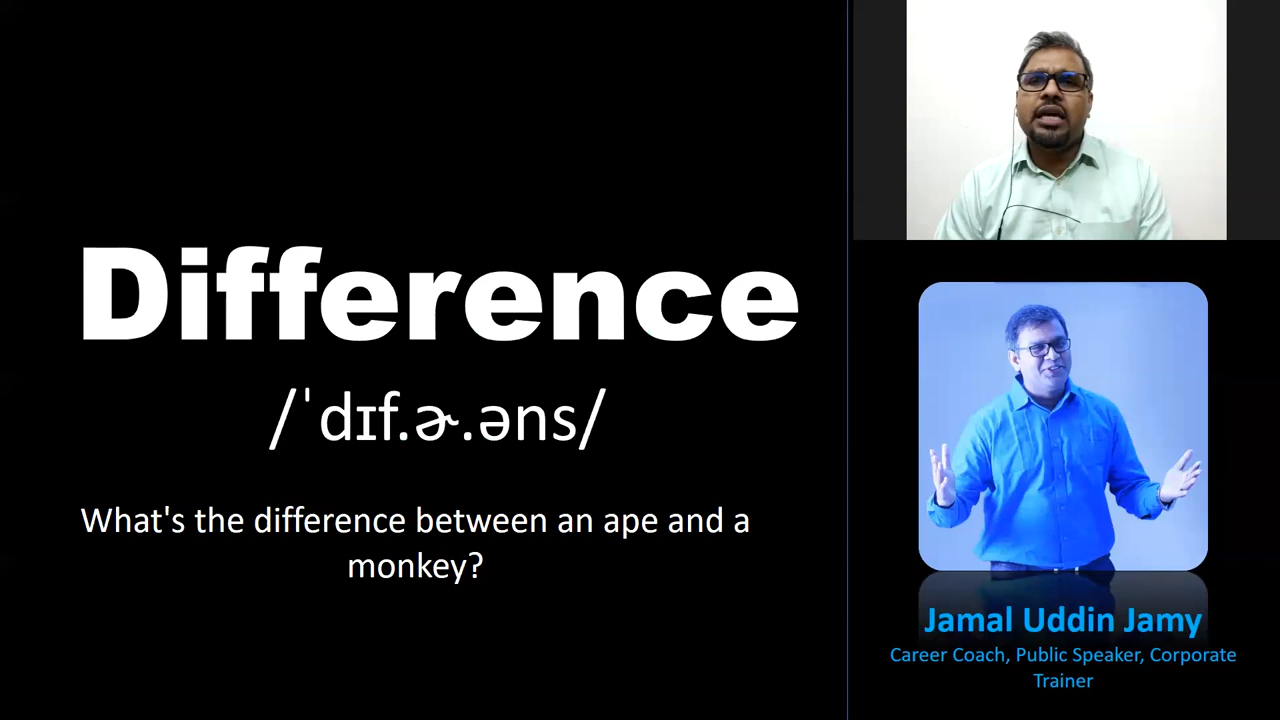 Difference
/ˈdɪf.ɚ.əns/
What's the difference between an ape and a
monkey?
Jamal Uddin Jamy
Career Coach, Public Speaker, Corporate
Trainer